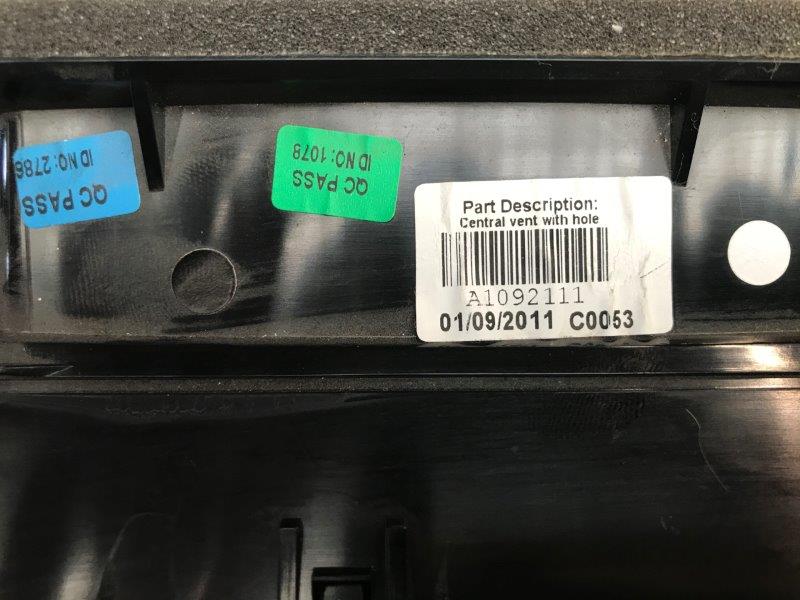 QC PASS
ID NO: 2786
QC PASS
ID NO: 1078
Part Description:
Central vent with hole
A1092111
01/09/2011 C0053